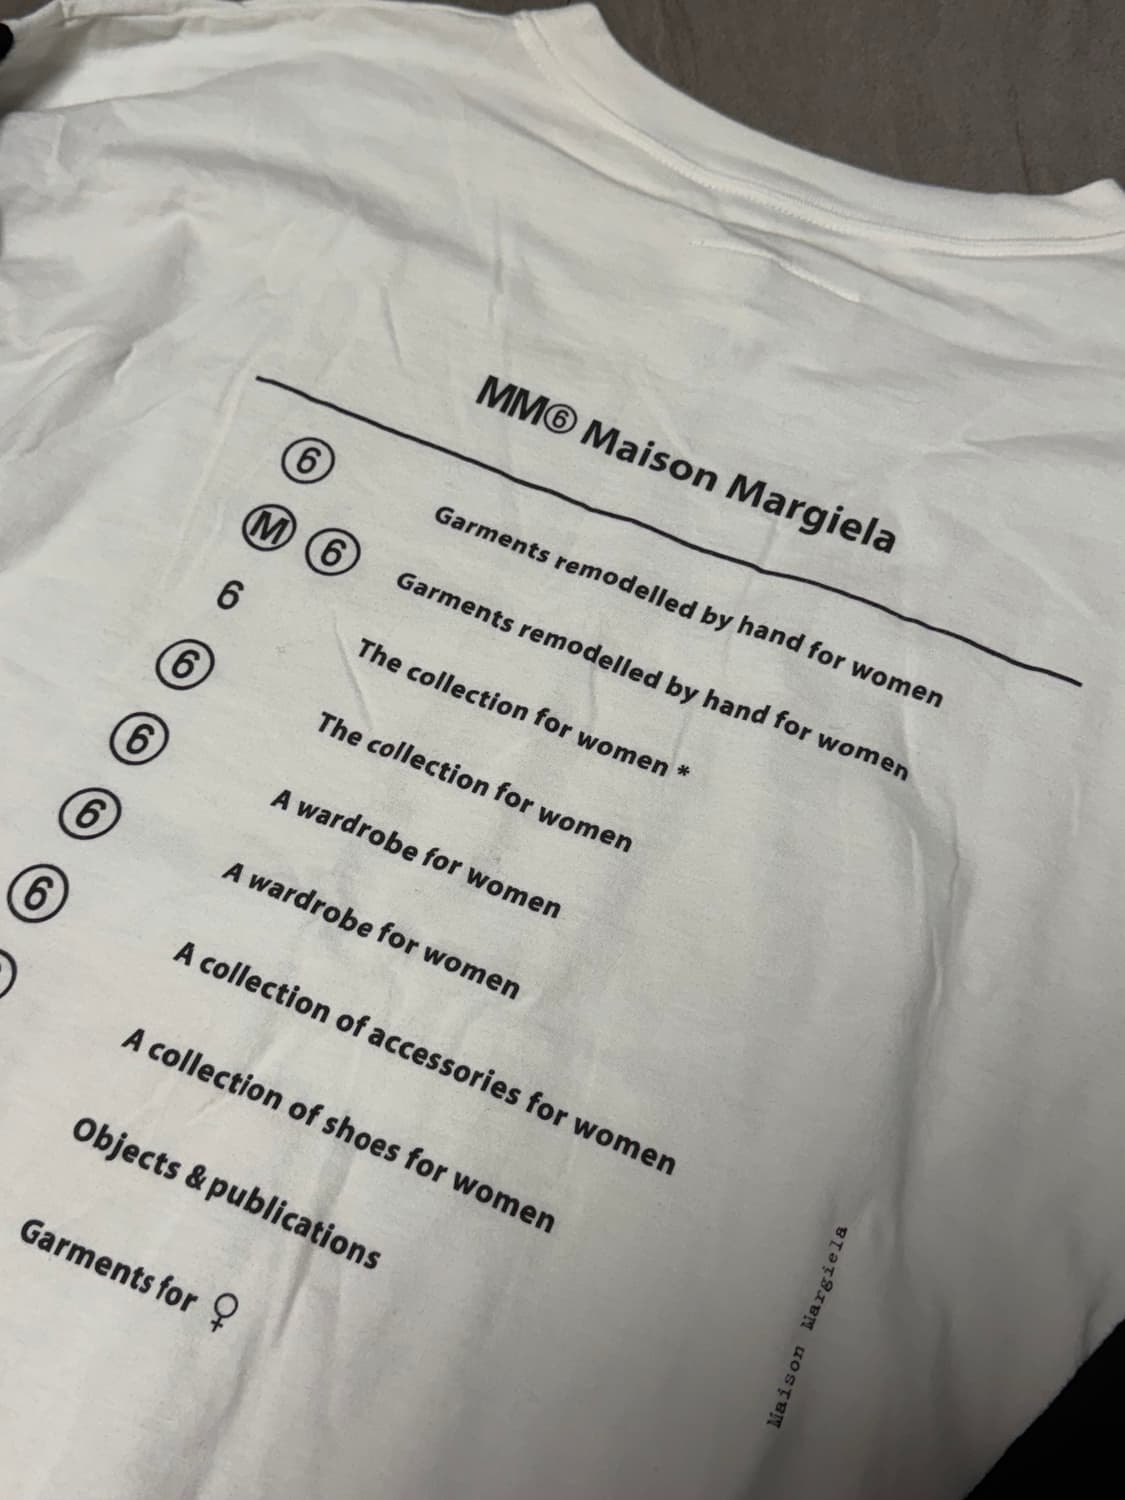 MM⑥ Maison Margiela
⑥ Garments remodelled by hand for women
Ⓜ ⑥ Garments remodelled by hand for women
6 The collection for women *
⑥ The collection for women
⑥ A wardrobe for women
⑥ A wardrobe for women
⑥ A collection of accessories for women
A collection of shoes for women
Objects & publications
Garments for ♀
Maison Margiela